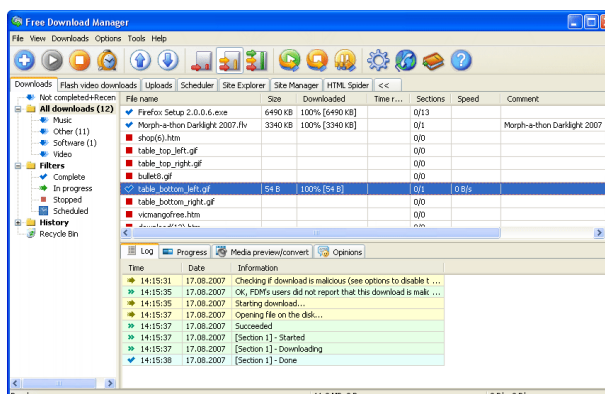 Free Download Manager
File View Downloads Options Tools Help
Downloads Flash video downloads Uploads Scheduler Site Explorer Site Manager HTML Spider <<
Not completed+Recen
All downloads (12)
Music
Other (11)
Software (1)
Video
Filters
Complete
In progress
Stopped
Scheduled
History
Recycle Bin
File name Size Downloaded Time r... Sections Speed Comment
Firefox Setup 2.0.0.6.exe 6490 KB 100% [6490 KB] 0/13
Morph-a-thon Darklight 2007.flv 3340 KB 100% [3340 KB] 0/1 Morph-a-thon Darklight 2007
shop(6).htm 0/0
table_top_left.gif 0/0
table_top_right.gif 0/0
bullet8.gif 0/0
table_bottom_left.gif 54 B 100% [54 B] 0/1 0 B/s
table_bottom_right.gif 0/0
vicmangofree.htm 0/0
Log Progress Media preview/convert Opinions
Time Date Information
14:15:31 17.08.2007 Checking if download is malicious (see options to disable t ...
14:15:35 17.08.2007 OK, FDM's users did not report that this download is malic ...
14:15:35 17.08.2007 Starting download...
14:15:37 17.08.2007 Opening file on the disk...
14:15:37 17.08.2007 Succeeded
14:15:37 17.08.2007 [Section 1] - Started
14:15:37 17.08.2007 [Section 1] - Downloading
14:15:38 17.08.2007 [Section 1] - Done